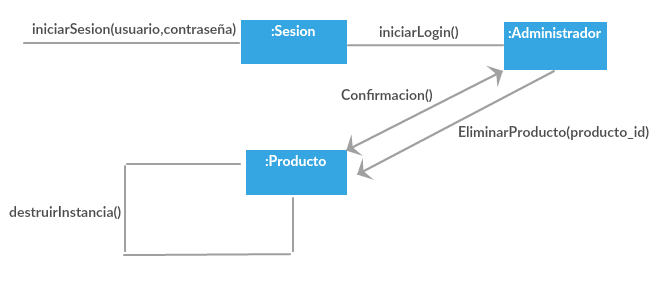 iniciarSesion(usuario,contraseña)
:Sesion
iniciarLogin()
:Administrador
Confirmacion()
EliminarProducto(producto_id)
:Producto
destruirInstancia()